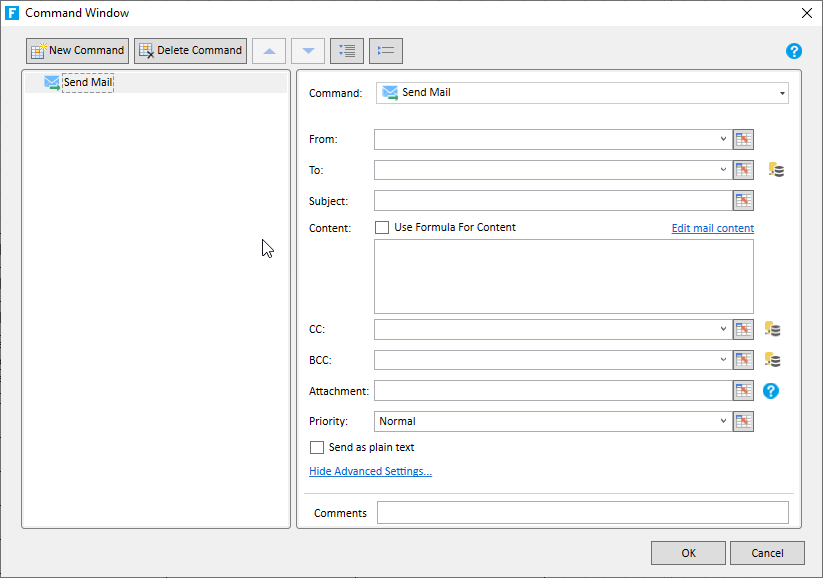 F Command Window
New Command Delete Command ?
Send Mail
Command: Send Mail
From:
To:
Subject:
Content: Use Formula For Content Edit mail content
CC:
BCC:
Attachment: ?
Priority: Normal
Send as plain text
Hide Advanced Settings...
Comments
OK Cancel